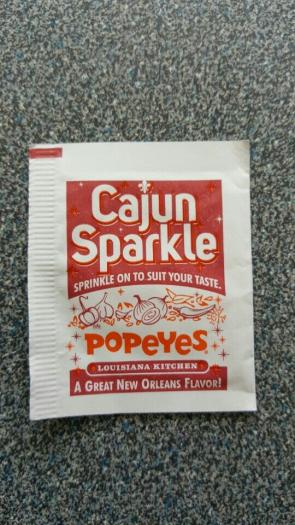 Cajun
Sparkle
SPRINKLE ON TO SUIT YOUR TASTE.
POPEYES
LOUISIANA KITCHEN
A GREAT NEW ORLEANS FLAVOR!